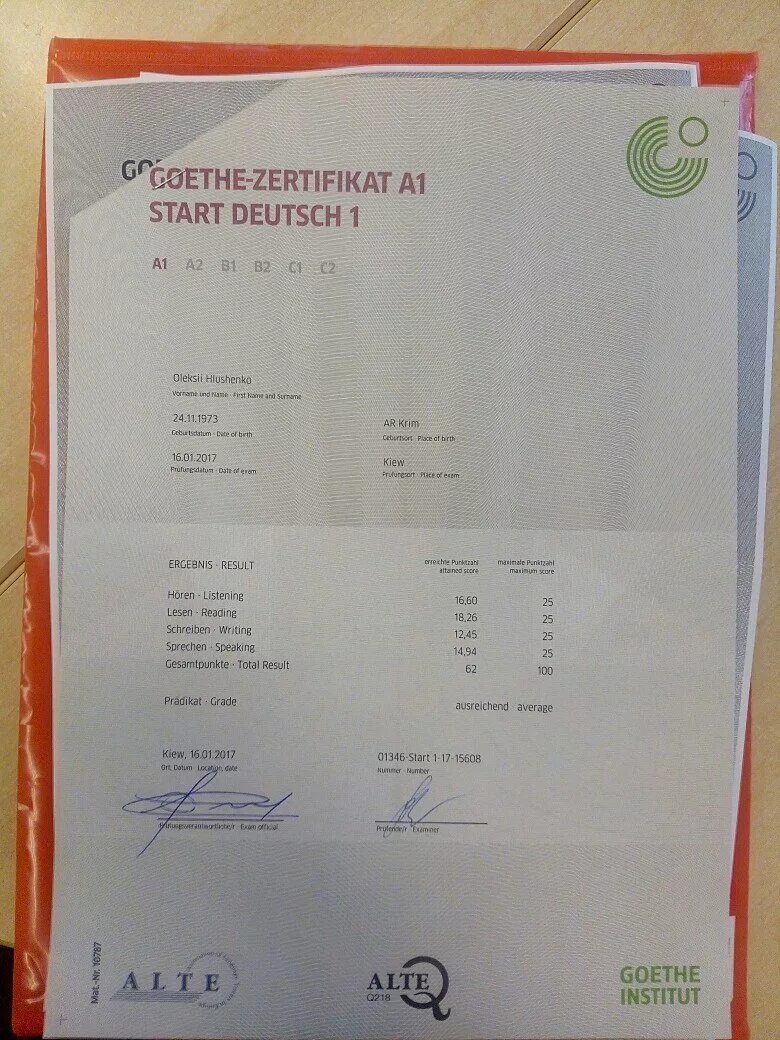 GOETHE-ZERTIFIKAT A1
START DEUTSCH 1
A1 A2 B1 B2 C1 C2
Oleksii Hlushenko
Vorname und Name · First Name and Surname
24.11.1973
Geburtsdatum · Date of birth
AR Krim
Geburtsort · Place of birth
16.01.2017
Prüfungsdatum · Date of exam
Kiew
Prüfungsort · Place of exam
ERGEBNIS · RESULT
erreichte Punktzahl
attained score
maximale Punktzahl
maximum score
Hören · Listening 16,60 25
Lesen · Reading 18,26 25
Schreiben · Writing 12,45 25
Sprechen · Speaking 14,94 25
Gesamtpunkte · Total Result 62 100
Prädikat · Grade ausreichend · average
Kiew, 16.01.2017
Ort, Datum · Location, date
01346-Start 1-17-15608
Nummer · Number
Prüfungsverantwortliche/r · Exam official
Prüfende/r · Examiner
Mat.-Nr. 10787
ALTE
ALTE
Q218
GOETHE
INSTITUT